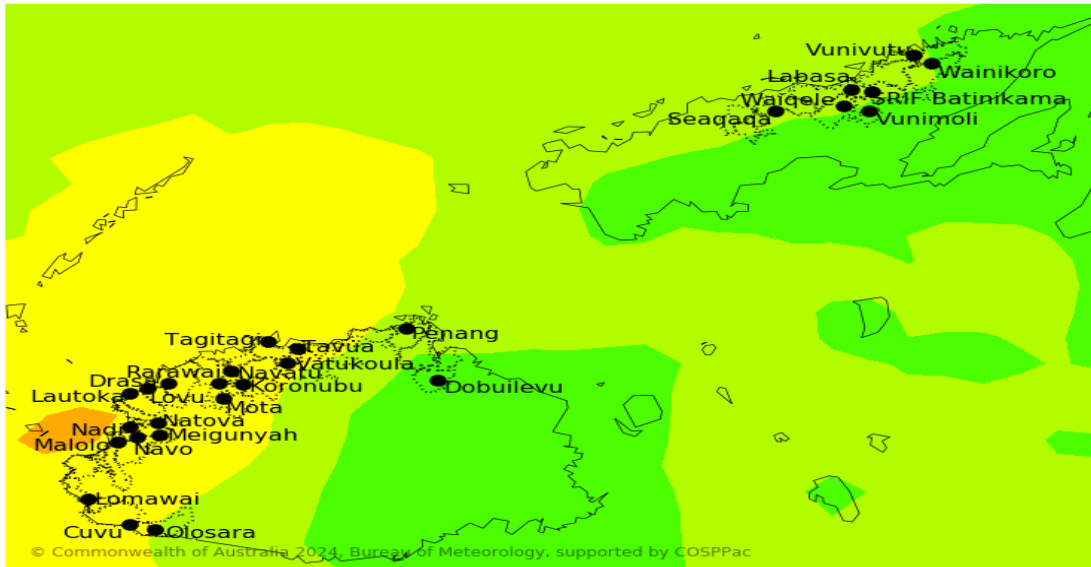 Vunivutu
Wainikoro
Labasa
Waiqele
SRIF Batinikama
Seaqaqa
Vunimoli
Penang
Tagitagi
Tavua
Vatukoula
Rarawai
Navatu
Drasa
Koronubu
Dobuilevu
Lautoka
Lovu
Mota
Natova
Nadi
Meigunyah
Malolo
Navo
Lomawai
Cuvu
Olosara
© Commonwealth of Australia 2024, Bureau of Meteorology, supported by COSPPac